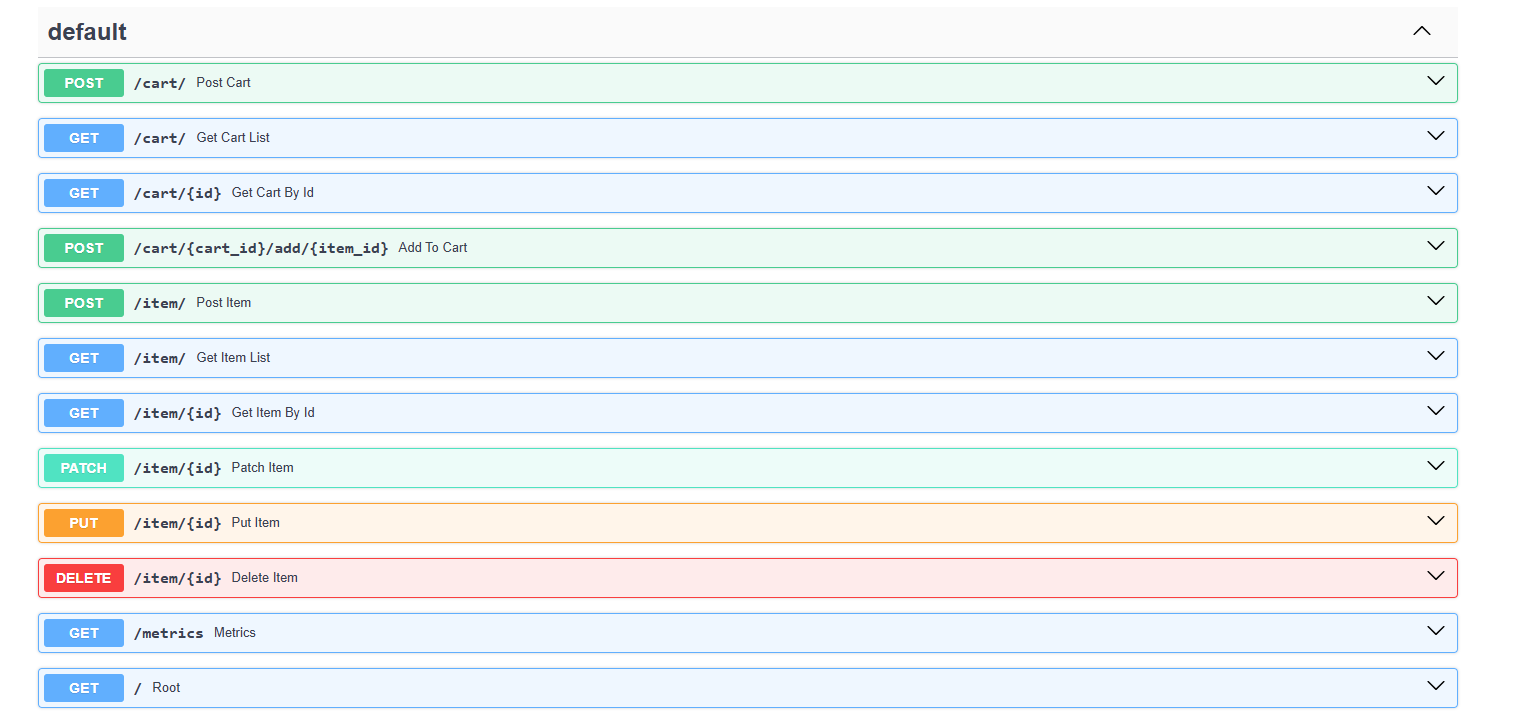 default
POST /cart/ Post Cart
GET /cart/ Get Cart List
GET /cart/{id} Get Cart By Id
POST /cart/{cart_id}/add/{item_id} Add To Cart
POST /item/ Post Item
GET /item/ Get Item List
GET /item/{id} Get Item By Id
PATCH /item/{id} Patch Item
PUT /item/{id} Put Item
DELETE /item/{id} Delete Item
GET /metrics Metrics
GET / Root